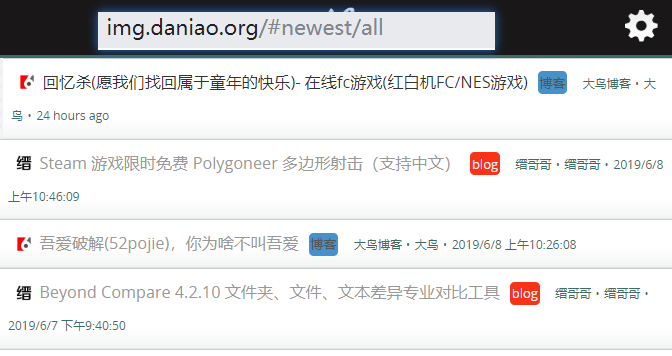 img.daniao.org/#newest/all
回忆杀(愿我们找回属于童年的快乐)- 在线fc游戏(红白机FC/NES游戏) 博客 大鸟博客・大
鸟・24 hours ago
缙 Steam 游戏限时免费 Polygoneer 多边形射击（支持中文） blog 缙哥哥・缙哥哥・2019/6/8
上午10:46:09
吾爱破解(52pojie)，你为啥不叫吾爱 博客 大鸟博客・大鸟・2019/6/8 上午10:26:08
缙 Beyond Compare 4.2.10 文件夹、文件、文本差异专业对比工具 blog 缙哥哥・缙哥哥・
2019/6/7 下午9:40:50